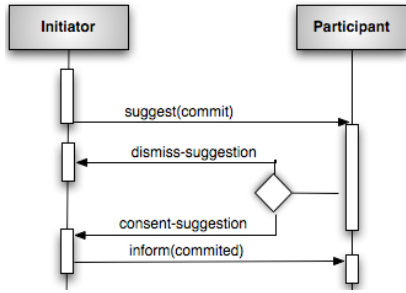 Initiator
Participant
suggest(commit)
dismiss-suggestion
consent-suggestion
inform(commited)